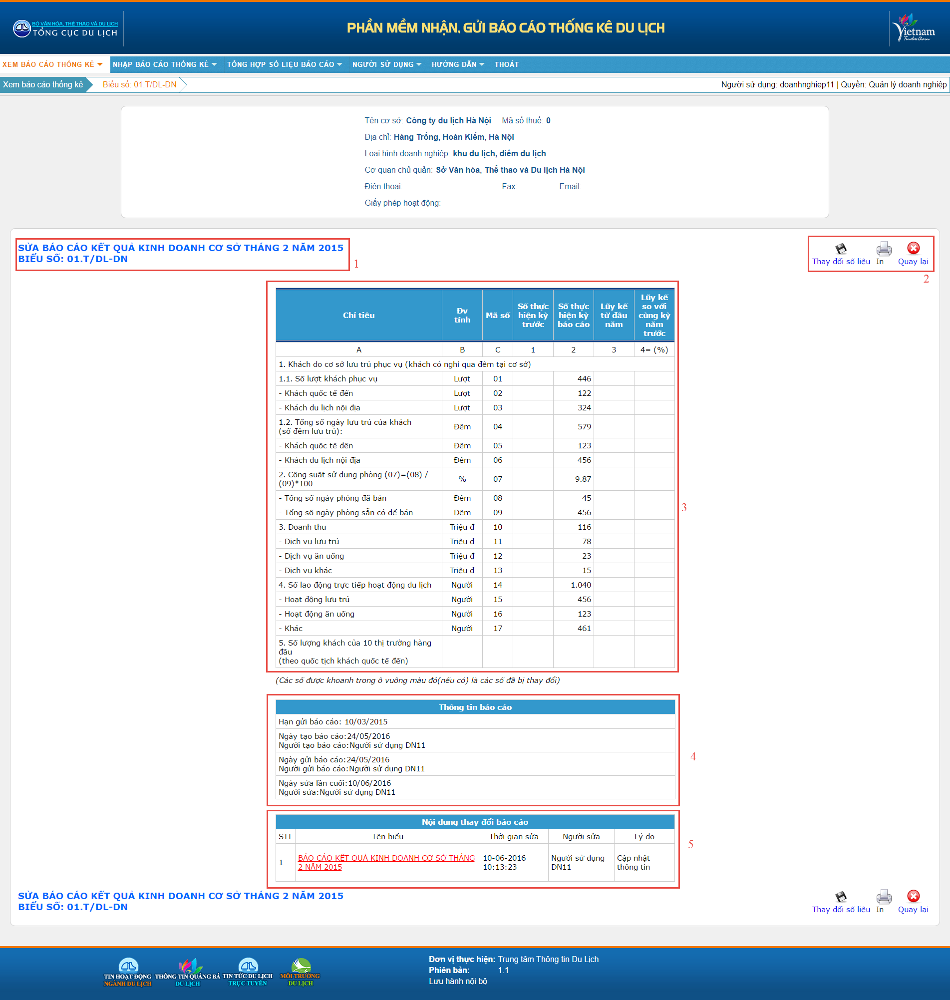 BỘ VĂN HÓA, THỂ THAO VÀ DU LỊCH
TỔNG CỤC DU LỊCH
PHẦN MỀM NHẬN, GỬI BÁO CÁO THỐNG KÊ DU LỊCH
Vietnam
Timeless Charm
XEM BÁO CÁO THỐNG KÊ NHẬP BÁO CÁO THỐNG KÊ TỔNG HỢP SỐ LIỆU BÁO CÁO NGƯỜI SỬ DỤNG HƯỚNG DẪN THOÁT
Xem báo cáo thống kê Biểu số: 01.T/DL-DN Người sử dụng: doanhnghiep11 | Quyền: Quản lý doanh nghiệp
Tên cơ sở: Công ty du lịch Hà Nội Mã số thuế: 0
Địa chỉ: Hàng Trống, Hoàn Kiếm, Hà Nội
Loại hình doanh nghiệp: khu du lịch, điểm du lịch
Cơ quan chủ quản: Sở Văn hóa, Thể thao và Du lịch Hà Nội
Điện thoại: Fax: Email:
Giấy phép hoạt động:
SỬA BÁO CÁO KẾT QUẢ KINH DOANH CƠ SỞ THÁNG 2 NĂM 2015
BIỂU SỐ: 01.T/DL-DN
1
Thay đổi số liệu In Quay lại
2
Chỉ tiêu Đv tính Mã số Số thực hiện kỳ trước Số thực hiện kỳ báo cáo Lũy kế từ đầu năm Lũy kế so với cùng kỳ năm trước
A B C 1 2 3 4= (%)
1. Khách do cơ sở lưu trú phục vụ (khách có nghỉ qua đêm tại cơ sở)
1.1. Số lượt khách phục vụ Lượt 01 446
- Khách quốc tế đến Lượt 02 122
- Khách du lịch nội địa Lượt 03 324
1.2. Tổng số ngày lưu trú của khách
(số đêm lưu trú): Đêm 04 579
- Khách quốc tế đến Đêm 05 123
- Khách du lịch nội địa Đêm 06 456
2. Công suất sử dụng phòng (07)=(08) /
(09)*100 % 07 9.87
- Tổng số ngày phòng đã bán Đêm 08 45
- Tổng số ngày phòng sẵn có để bán Đêm 09 456
3
3. Doanh thu Triệu đ 10 116
- Dịch vụ lưu trú Triệu đ 11 78
- Dịch vụ ăn uống Triệu đ 12 23
- Dịch vụ khác Triệu đ 13 15
4. Số lao động trực tiếp hoạt động du lịch Người 14 1.040
- Hoạt động lưu trú Người 15 456
- Hoạt động ăn uống Người 16 123
- Khác Người 17 461
5. Số lượng khách của 10 thị trường hàng
đầu
(theo quốc tịch khách quốc tế đến)
(Các số được khoanh trong ô vuông màu đỏ(nếu có) là các số đã bị thay đổi)
Thông tin báo cáo
Hạn gửi báo cáo: 10/03/2015
Ngày tạo báo cáo:24/05/2016
Người tạo báo cáo:Người sử dụng DN11
4
Ngày gửi báo cáo:24/05/2016
Người gửi báo cáo:Người sử dụng DN11
Ngày sửa lần cuối:10/06/2016
Người sửa:Người sử dụng DN11
Nội dung thay đổi báo cáo
STT Tên biểu Thời gian sửa Người sửa Lý do
5
1 BÁO CÁO KẾT QUẢ KINH DOANH CƠ SỞ THÁNG 2 NĂM 2015 10-06-2016 10:13:23 Người sử dụng DN11 Cập nhật thông tin
SỬA BÁO CÁO KẾT QUẢ KINH DOANH CƠ SỞ THÁNG 2 NĂM 2015
BIỂU SỐ: 01.T/DL-DN
Thay đổi số liệu In Quay lại
TIN HOẠT ĐỘNG
NGÀNH DU LỊCH
THÔNG TIN QUẢNG BÁ
DU LỊCH
TIN TỨC DU LỊCH
TRỰC TUYẾN
MÔI TRƯỜNG
DU LỊCH
Đơn vị thực hiện: Trung tâm Thông tin Du Lịch
Phiên bản: 1.1
Lưu hành nội bộ